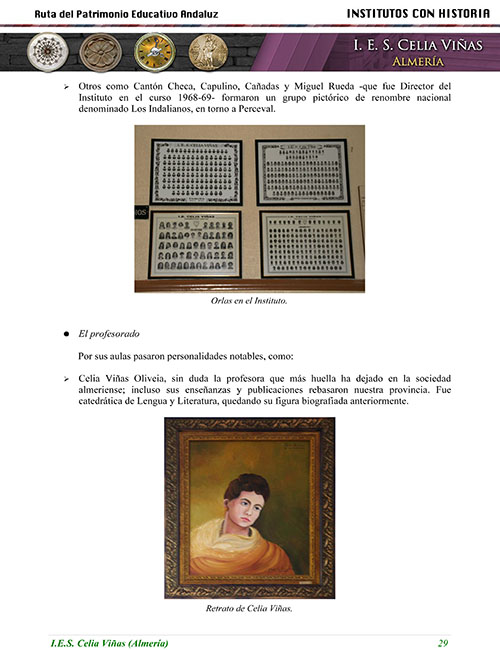 Ruta del Patrimonio Educativo Andaluz
INSTITUTOS CON HISTORIA
I. E. S. CELIA VIÑAS
ALMERÍA
➢ Otros como Cantón Checa, Capulino, Cañadas y Miguel Rueda -que fue Director del
Instituto en el curso 1968-69- formaron un grupo pictórico de renombre nacional
denominado Los Indalianos, en torno a Perceval.
I.E. CELIA VIÑAS
Orlas en el Instituto.
● El profesorado
Por sus aulas pasaron personalidades notables, como:
➢ Celia Viñas Oliveia, sin duda la profesora que más huella ha dejado en la sociedad
almeriense; incluso sus enseñanzas y publicaciones rebasaron nuestra provincia. Fue
catedrática de Lengua y Literatura, quedando su figura biografiada anteriormente.
Retrato de Celia Viñas.
I.E.S. Celia Viñas (Almería)
29